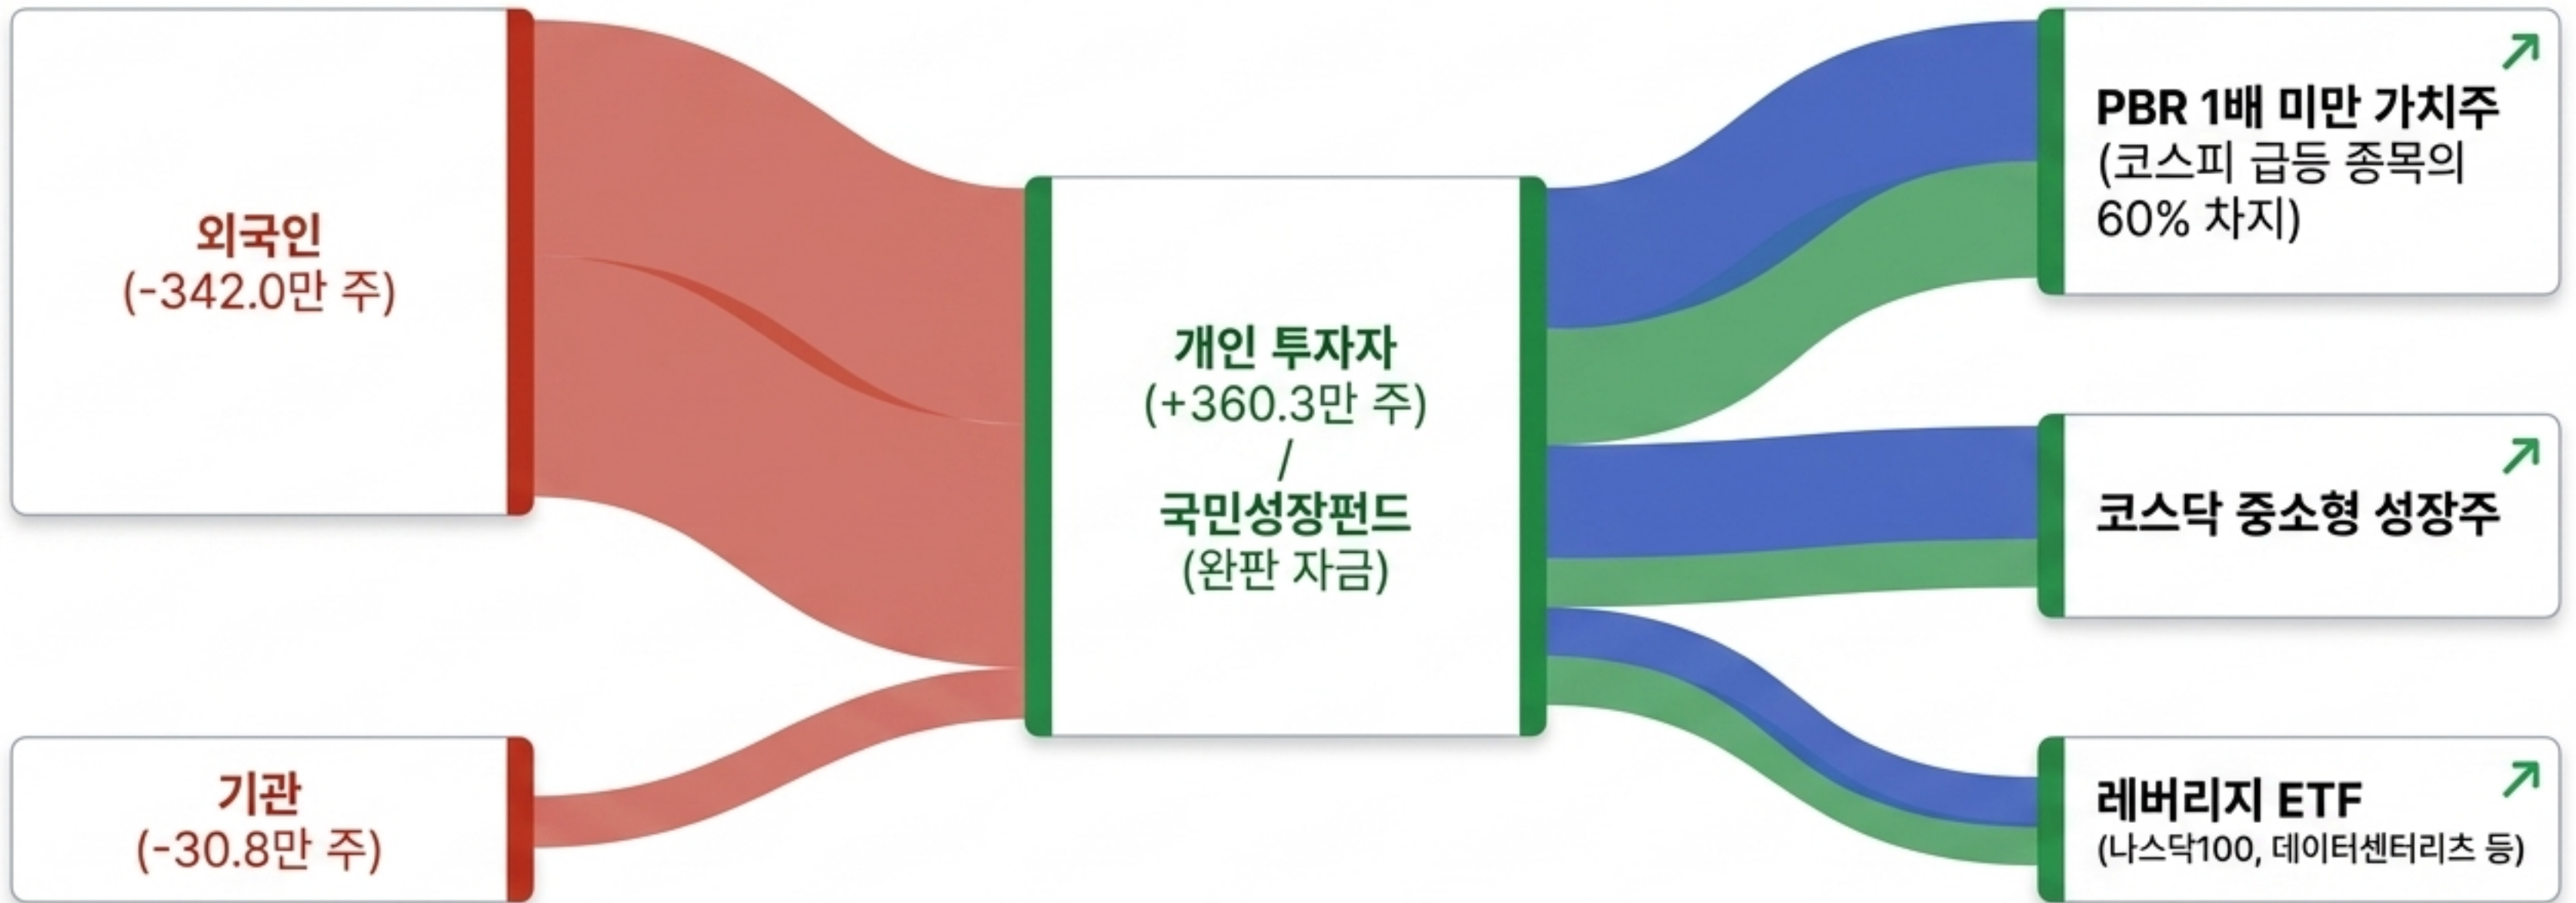 외국인
(-342.0만 주)
기관
(-30.8만 주)
개인 투자자
(+360.3만 주)
/
국민성장펀드
(완판 자금)
PBR 1배 미만 가치주
(코스피 급등 종목의
60% 차지)
코스닥 중소형 성장주
레버리지 ETF
(나스닥100, 데이터센터리츠 등)